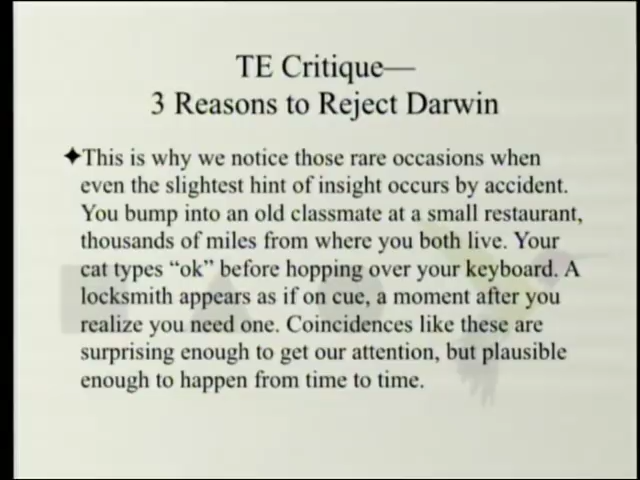 TE Critique—
3 Reasons to Reject Darwin
✦This is why we notice those rare occasions when
even the slightest hint of insight occurs by accident.
You bump into an old classmate at a small restaurant,
thousands of miles from where you both live. Your
cat types “ok” before hopping over your keyboard. A
locksmith appears as if on cue, a moment after you
realize you need one. Coincidences like these are
surprising enough to get our attention, but plausible
enough to happen from time to time.